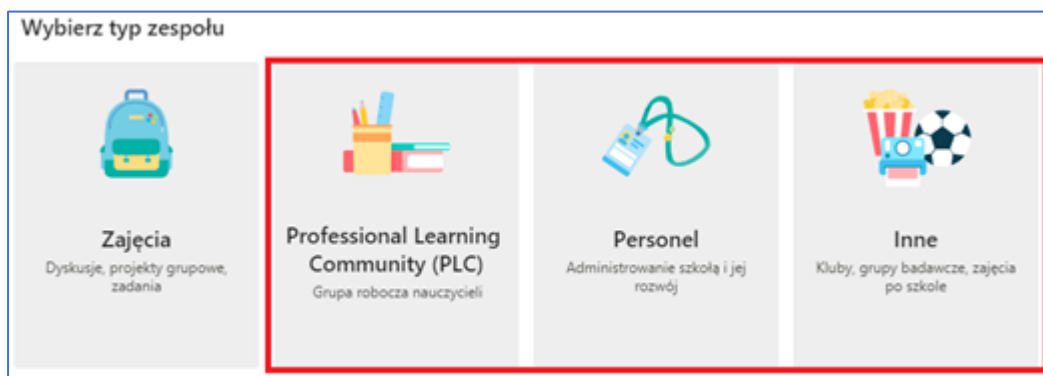 Wybierz typ zespołu
Zajęcia
Dyskusje, projekty grupowe,
zadania
Professional Learning
Community (PLC)
Grupa robocza nauczycieli
Personel
Administrowanie szkołą i jej
rozwój
Inne
Kluby, grupy badawcze, zajęcia
po szkole